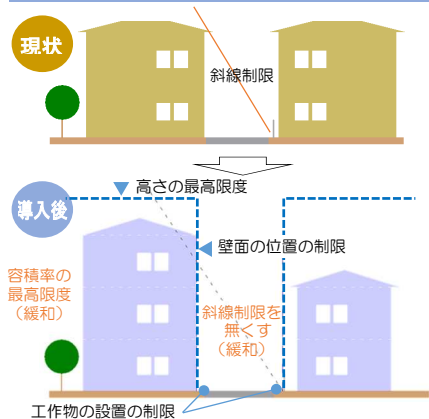 現状
斜線制限
高さの最高限度
導入後
壁面の位置の制限
容積率の
最高限度
（緩和）
斜線制限を
無くす
（緩和）
工作物の設置の制限